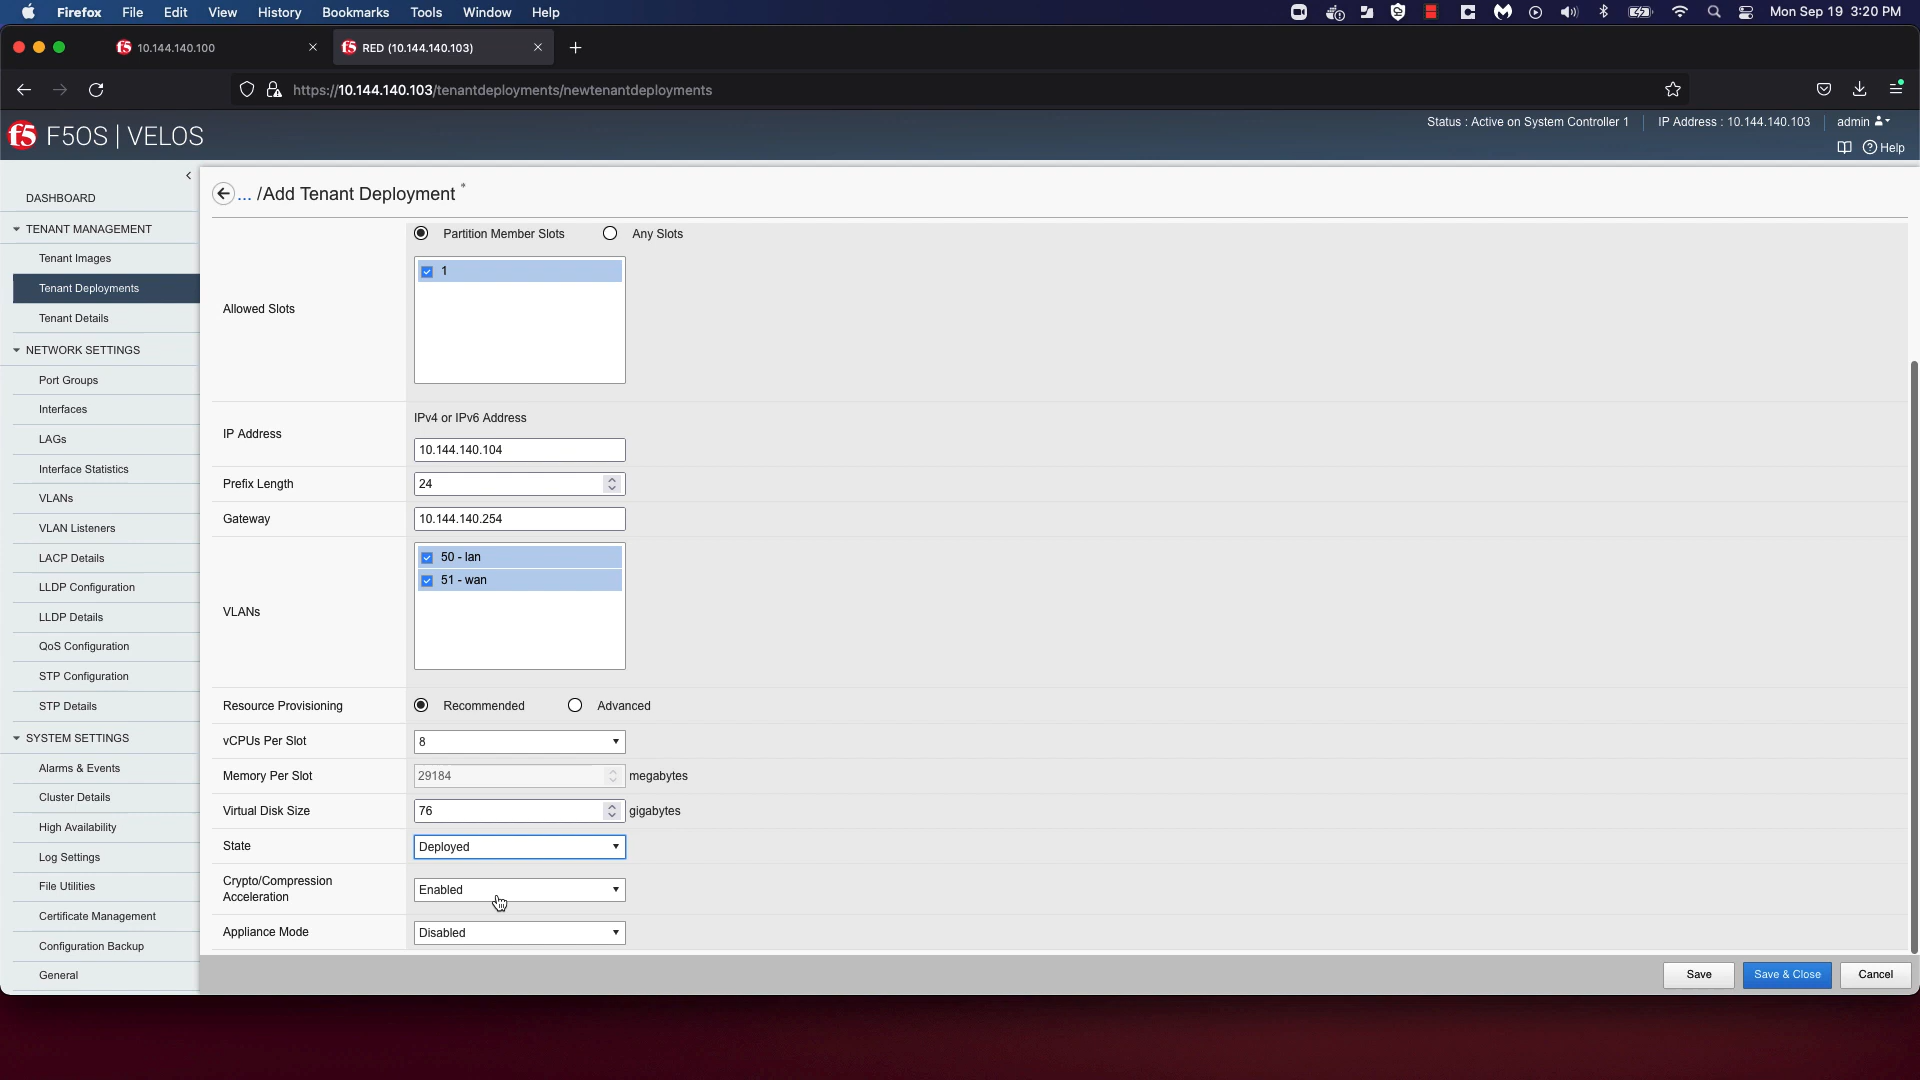 Firefox File Edit View History Bookmarks Tools Window Help Mon Sep 19 3:20 PM
10.144.140.100 RED (10.144.140.103)
https://10.144.140.103/tenantdeployments/newtenantdeployments
f5 F5OS | VELOS
Status : Active on System Controller 1 IP Address : 10.144.140.103 admin
Help
DASHBOARD
TENANT MANAGEMENT
Tenant Images
Tenant Deployments
Tenant Details
NETWORK SETTINGS
Port Groups
Interfaces
LAGs
Interface Statistics
VLANs
VLAN Listeners
LACP Details
LLDP Configuration
LLDP Details
QoS Configuration
STP Configuration
STP Details
SYSTEM SETTINGS
Alarms & Events
Cluster Details
High Availability
Log Settings
File Utilities
Certificate Management
Configuration Backup
General
... /Add Tenant Deployment *
Partition Member Slots Any Slots
1
Allowed Slots
IPv4 or IPv6 Address
IP Address
10.144.140.104
Prefix Length 24
Gateway 10.144.140.254
50 - lan
51 - wan
VLANs
Resource Provisioning Recommended Advanced
vCPUs Per Slot 8
Memory Per Slot 29184 megabytes
Virtual Disk Size 76 gigabytes
State Deployed
Crypto/Compression
Acceleration
Enabled
Appliance Mode Disabled
Save Save & Close Cancel